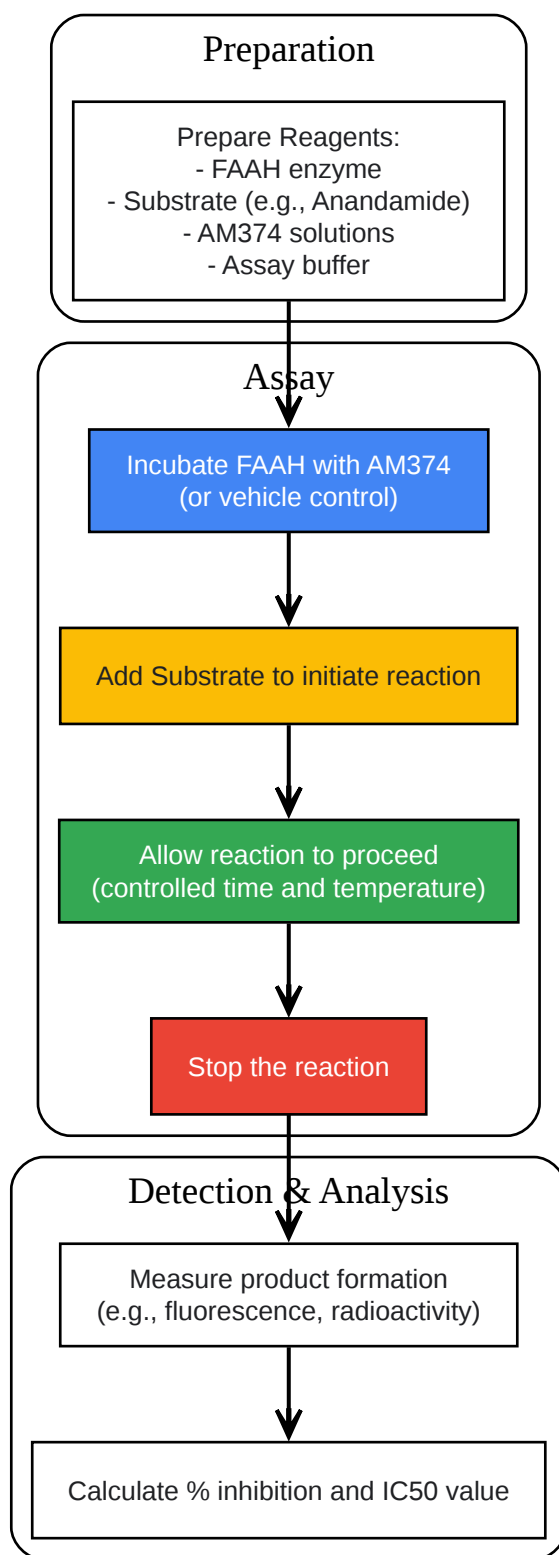 Preparation
Prepare Reagents:
- FAAH enzyme
- Substrate (e.g., Anandamide)
- AM374 solutions
- Assay buffer
Assay
Incubate FAAH with AM374
(or vehicle control)
Add Substrate to initiate reaction
Allow reaction to proceed
(controlled time and temperature)
Stop the reaction
Detection & Analysis
Measure product formation
(e.g., fluorescence, radioactivity)
Calculate % inhibition and IC50 value